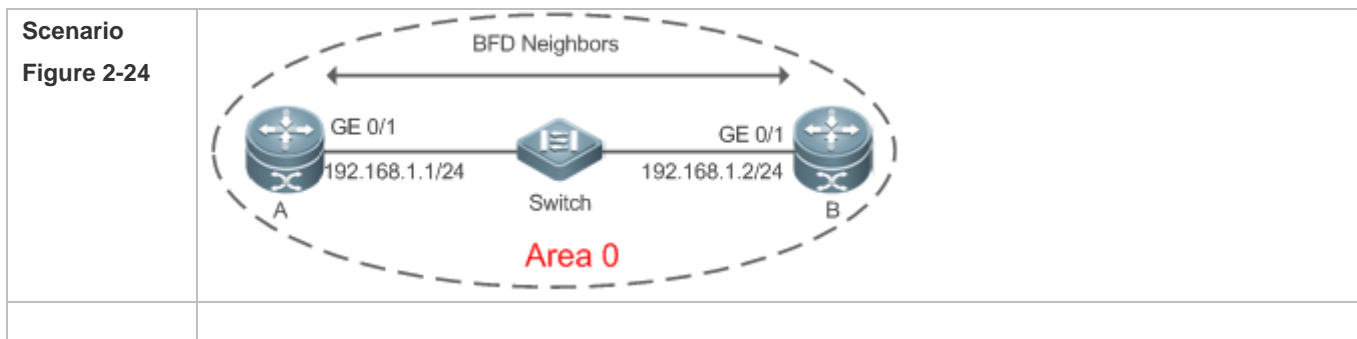 Scenario
Figure 2-24
BFD Neighbors
GE 0/1
GE 0/1
192.168.1.1/24
192.168.1.2/24
A
Switch
B
Area 0